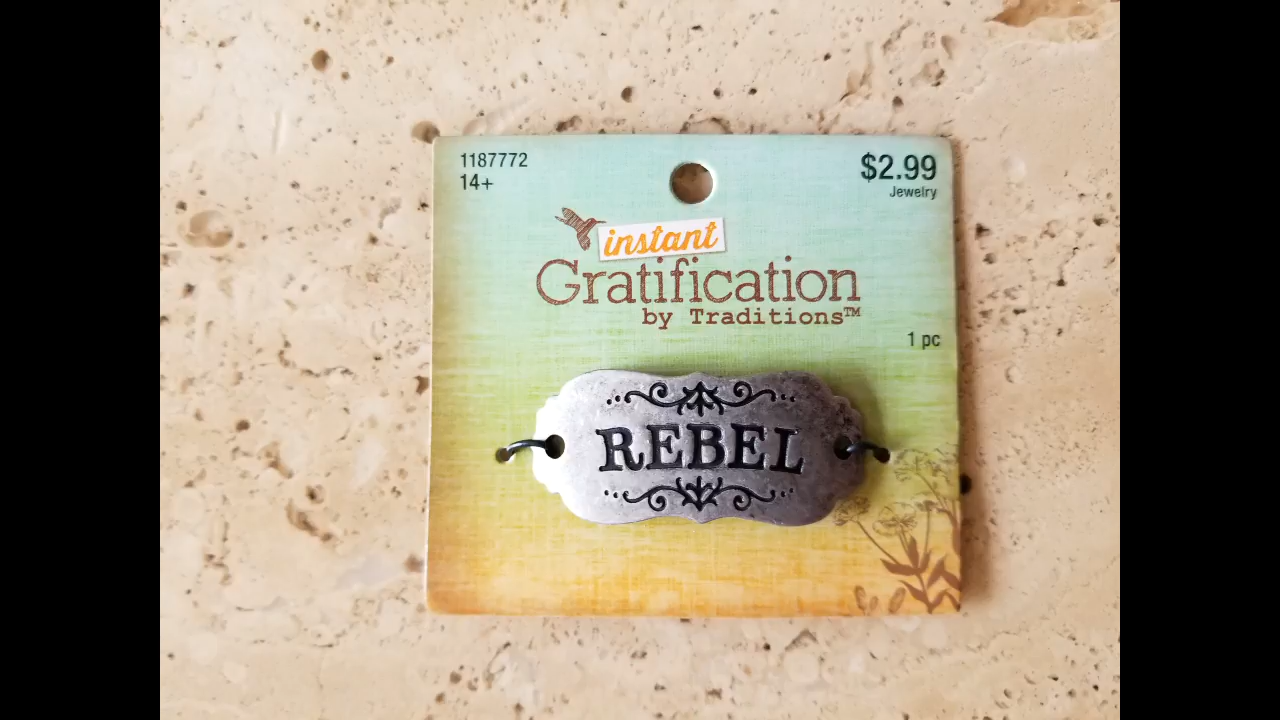 1187772
14+
$2.99
Jewelry
instant
Gratification
by Traditions™
1 pc
REBEL